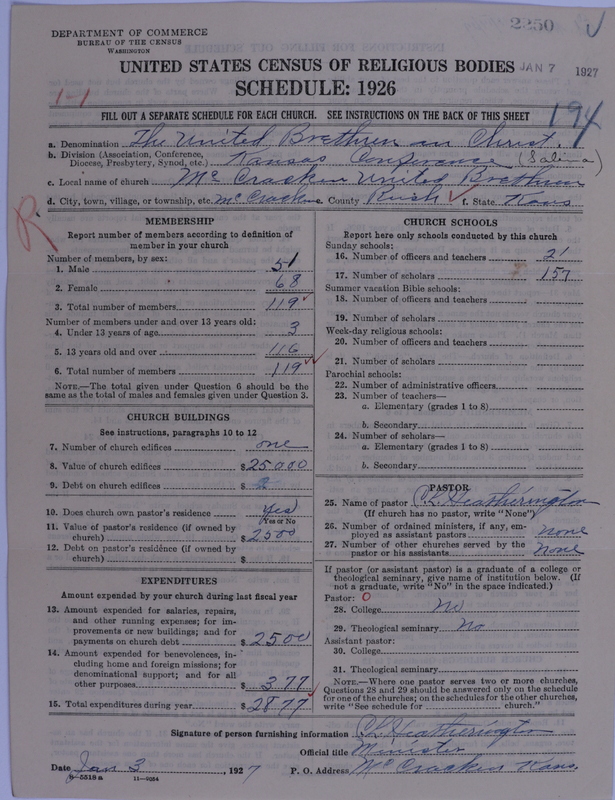 2250
DEPARTMENT OF COMMERCE
BUREAU OF THE CENSUS
WASHINGTON
UNITED STATES CENSUS OF RELIGIOUS BODIES JAN 7 1927
SCHEDULE: 1926
1-1
FILL OUT A SEPARATE SCHEDULE FOR EACH CHURCH. SEE INSTRUCTIONS ON THE BACK OF THIS SHEET
194
a. Denomination The United Brethren in Christ.
b. Division (Association, Conference, Diocese, Presbytery, Synod, etc.) Kansas Conference (Salina)
c. Local name of church Mc Cracken United Brethren
d. City, town, village, or township, etc. McCracken e. County Rush f. State Kans
R
MEMBERSHIP
Report number of members according to definition of
member in your church
Number of members, by sex:
1. Male 51
2. Female 68
3. Total number of members 119
Number of members under and over 13 years old:
4. Under 13 years of age 3
5. 13 years old and over 116
6. Total number of members 119
NOTE.—The total given under Question 6 should be the
same as the total of males and females given under Question 3.
CHURCH BUILDINGS
See instructions, paragraphs 10 to 12
7. Number of church edifices one
8. Value of church edifices $25000
9. Debt on church edifices $
10. Does church own pastor's residence yes
(Yes or No)
11. Value of pastor's residence (if owned by
church) $2500
12. Debt on pastor's residence (if owned by
church) $
EXPENDITURES
Amount expended by your church during last fiscal year
13. Amount expended for salaries, repairs,
and other running expenses; for im-
provements or new buildings; and for
payments on church debt $2500
14. Amount expended for benevolences, in-
cluding home and foreign missions; for
denominational support; and for all
other purposes $377
15. Total expenditures during year $2877
CHURCH SCHOOLS
Report here only schools conducted by this church
Sunday schools:
16. Number of officers and teachers 21
17. Number of scholars 157
Summer vacation Bible schools:
18. Number of officers and teachers
19. Number of scholars
Week-day religious schools:
20. Number of officers and teachers
21. Number of scholars
Parochial schools:
22. Number of administrative officers
23. Number of teachers—
a. Elementary (grades 1 to 8)
b. Secondary
24. Number of scholars—
a. Elementary (grades 1 to 8)
b. Secondary
PASTOR
25. Name of pastor C L Heatherington
(If church has no pastor, write "None")
26. Number of ordained ministers, if any, em-
ployed as assistant pastors none
27. Number of other churches served by the
pastor or his assistants none
If pastor (or assistant pastor) is a graduate of a college or
theological seminary, give name of institution below. (If
not a graduate, write "No" in the space indicated.)
Pastor: 0
28. College No
29. Theological seminary No
Assistant pastor:
30. College
31. Theological seminary
NOTE.—Where one pastor serves two or more churches,
Questions 28 and 29 should be answered only on the schedule
for one of the churches; on the schedules for the other churches,
write "See schedule for church."
Signature of person furnishing information C L Heatherington
Official title Minister
Date Jan 3, 1927 P. O. Address Mc Cracken Kans.
8-5518 a 11-9254